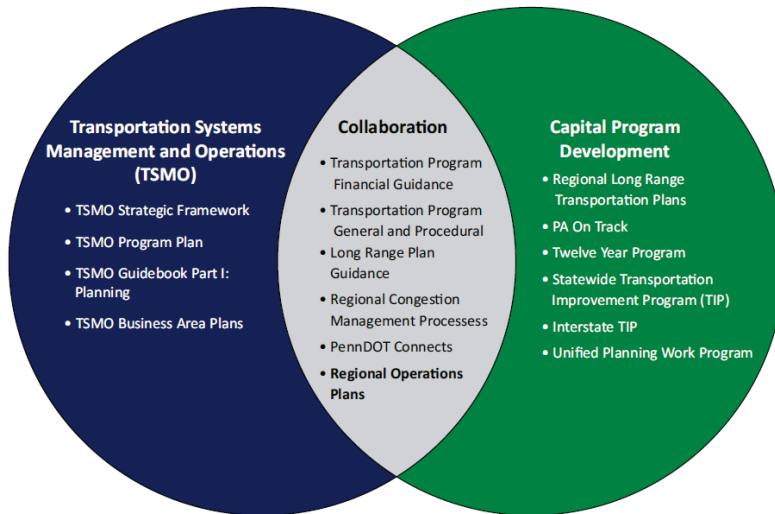 Transportation Systems
Management and Operations
(TSMO)
• TSMO Strategic Framework
• TSMO Program Plan
• TSMO Guidebook Part I:
Planning
• TSMO Business Area Plans
Collaboration
• Transportation Program
Financial Guidance
• Transportation Program
General and Procedural
• Long Range Plan
Guidance
• Regional Congestion
Management Processess
• PennDOT Connects
• Regional Operations
Plans
Capital Program
Development
• Regional Long Range
Transportation Plans
• PA On Track
• Twelve Year Program
• Statewide Transportation
Improvement Program (TIP)
• Interstate TIP
• Unified Planning Work Program